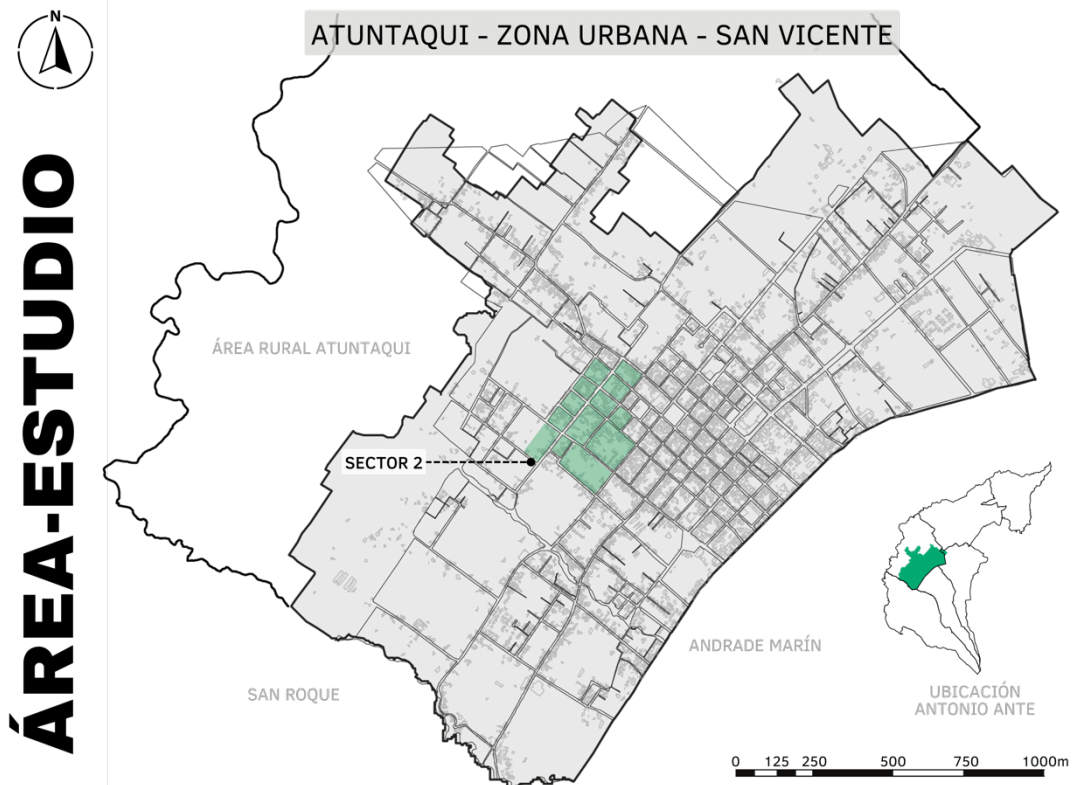 N
ATUNTAQUI - ZONA URBANA - SAN VICENTE
ÁREA-ESTUDIO
ÁREA RURAL ATUNTAQUI
SECTOR 2
ANDRADE MARÍN
SAN ROQUE
UBICACIÓN
ANTONIO ANTE
0 125 250 500 750 1000m